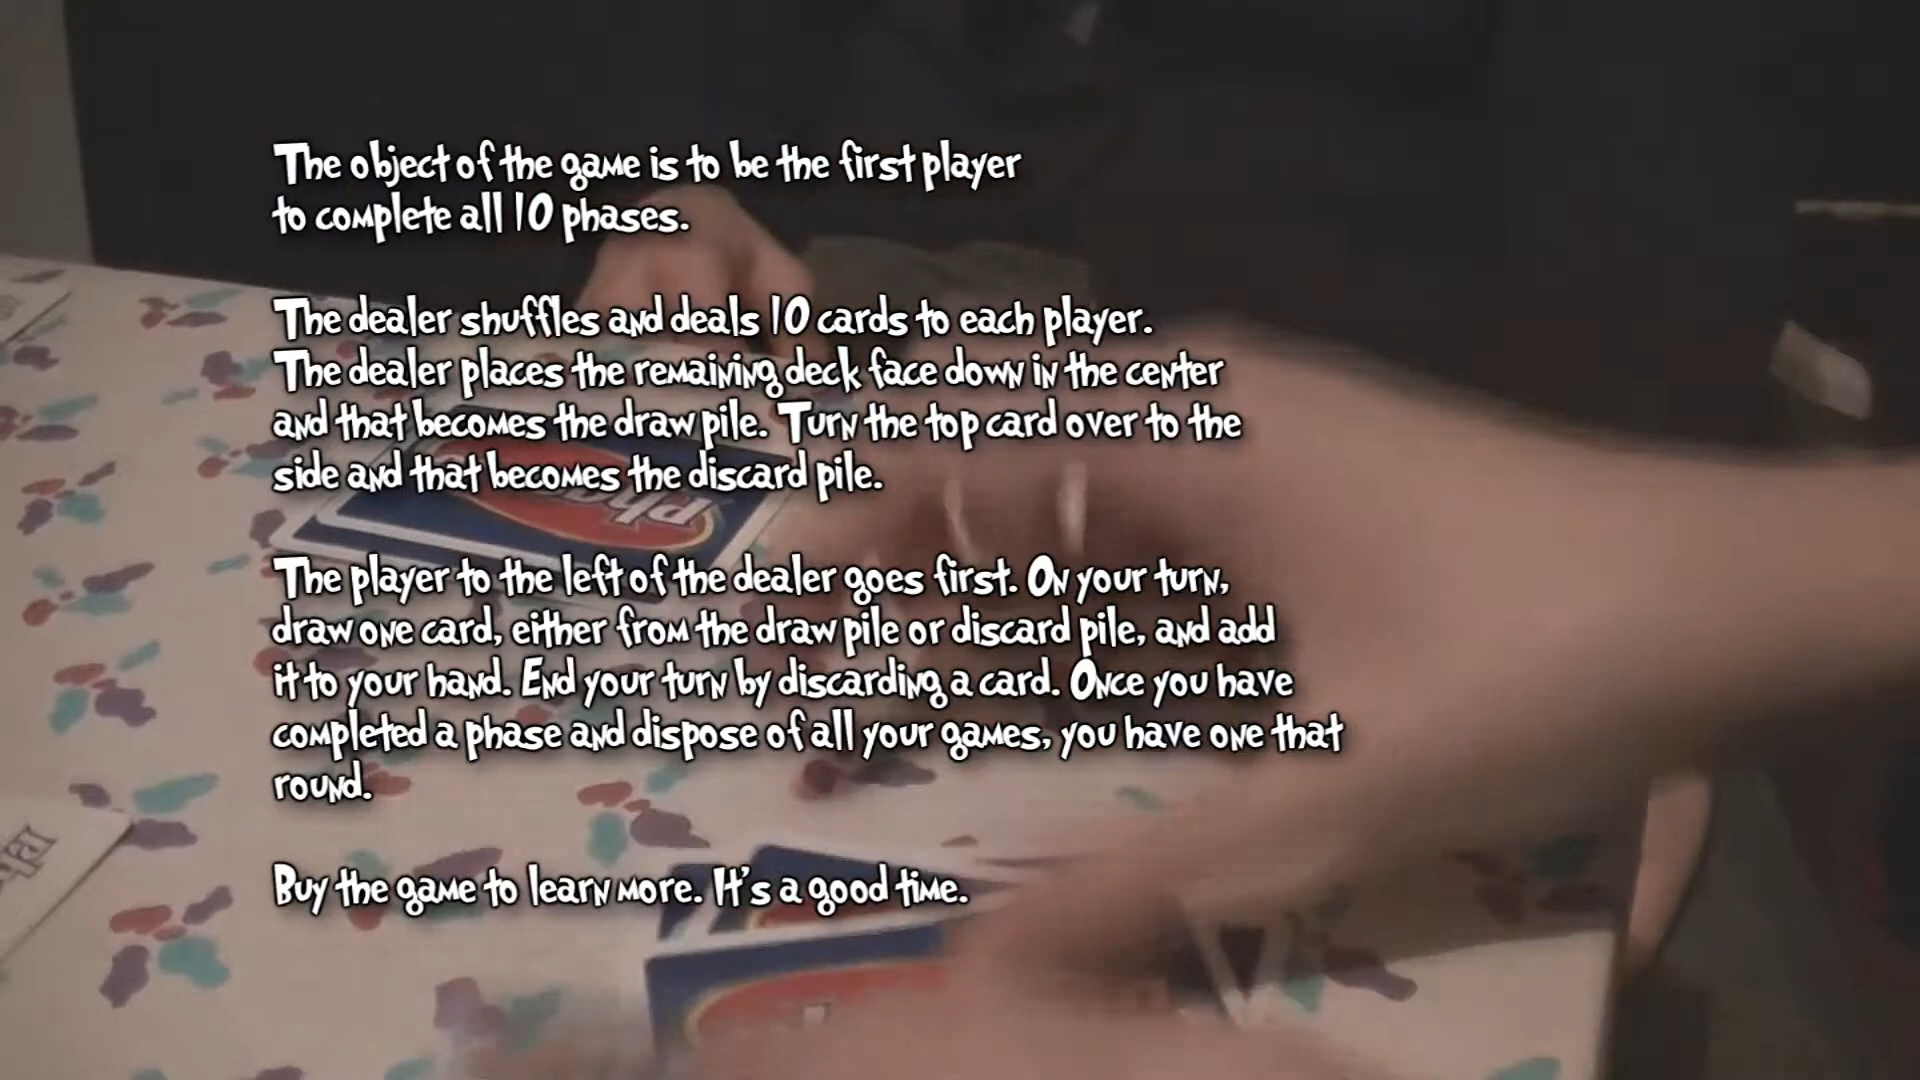 The object of the game is to be the first player
to complete all 10 phases.
The dealer shuffles and deals 10 cards to each player.
The dealer places the remaining deck face down in the center
and that becomes the draw pile. Turn the top card over to the
side and that becomes the discard pile.
The player to the left of the dealer goes first. On your turn,
draw one card, either from the draw pile or discard pile, and add
it to your hand. End your turn by discarding a card. Once you have
completed a phase and dispose of all your games, you have one that
round.
Buy the game to learn more. It's a good time.